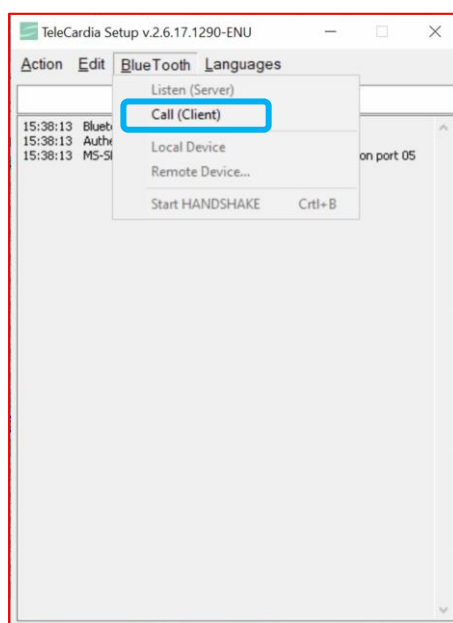 TeleCardia Setup v.2.6.17.1290-ENU
Action Edit BlueTooth Languages
Listen (Server)
Call (Client)
15:38:13
15:38:13
15:38:13 on port 05
Local Device
Remote Device...
Start HANDSHAKE Crtl+B